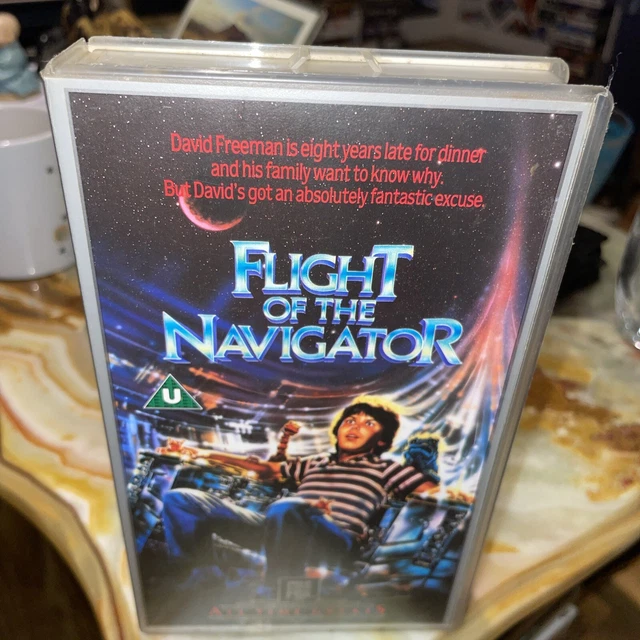 David Freeman is eight years late for dinner
and his family want to know why.
But David's got an absolutely fantastic excuse.
FLIGHT
OF THE
NAVIGATOR
U